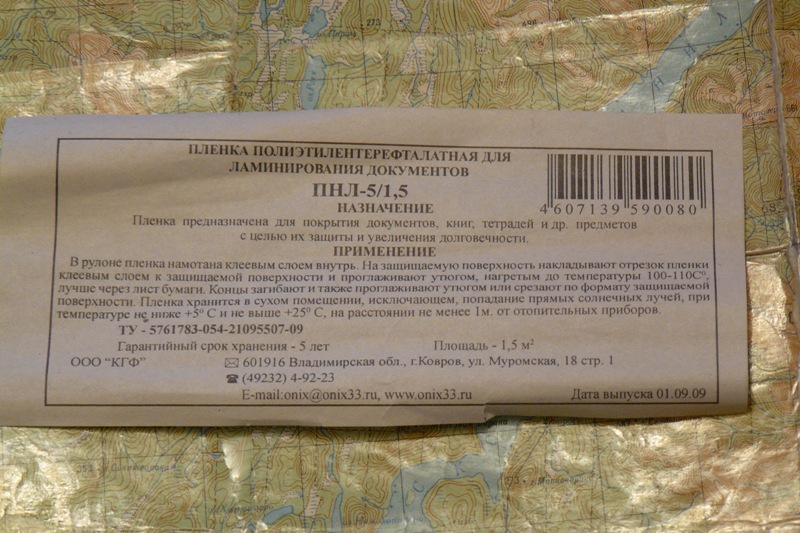 273
ПЛЕНКА ПОЛИЭТИЛЕНТЕРЕФТАЛАТНАЯ ДЛЯ
ЛАМИНИРОВАНИЯ ДОКУМЕНТОВ
ПНЛ-5/1,5
4 607139 590080
НАЗНАЧЕНИЕ
Пленка предназначена для покрытия документов, книг, тетрадей и др. предметов
с целью их защиты и увеличения долговечности.
ПРИМЕНЕНИЕ
В рулоне пленка намотана клеевым слоем внутрь. На защищаемую поверхность накладывают отрезок пленки
клеевым слоем к защищаемой поверхности и проглаживают утюгом, нагретым до температуры 100-110С°,
лучше через лист бумаги. Концы загибают и также проглаживают утюгом или срезают по формату защищаемой
поверхности. Пленка хранится в сухом помещении, исключающем, попадание прямых солнечных лучей, при
температуре не ниже +5° С и не выше +25° С, на расстоянии не менее 1м. от отопительных приборов.
ТУ - 5761783-054-21095507-09
Гарантийный срок хранения - 5 лет Площадь - 1,5 м²
ООО “КГФ” 601916 Владимирская обл., г.Ковров, ул. Муромская, 18 стр. 1
(49232) 4-92-23
E-mail:onix@onix33.ru, www.onix33.ru Дата выпуска 01.09.09